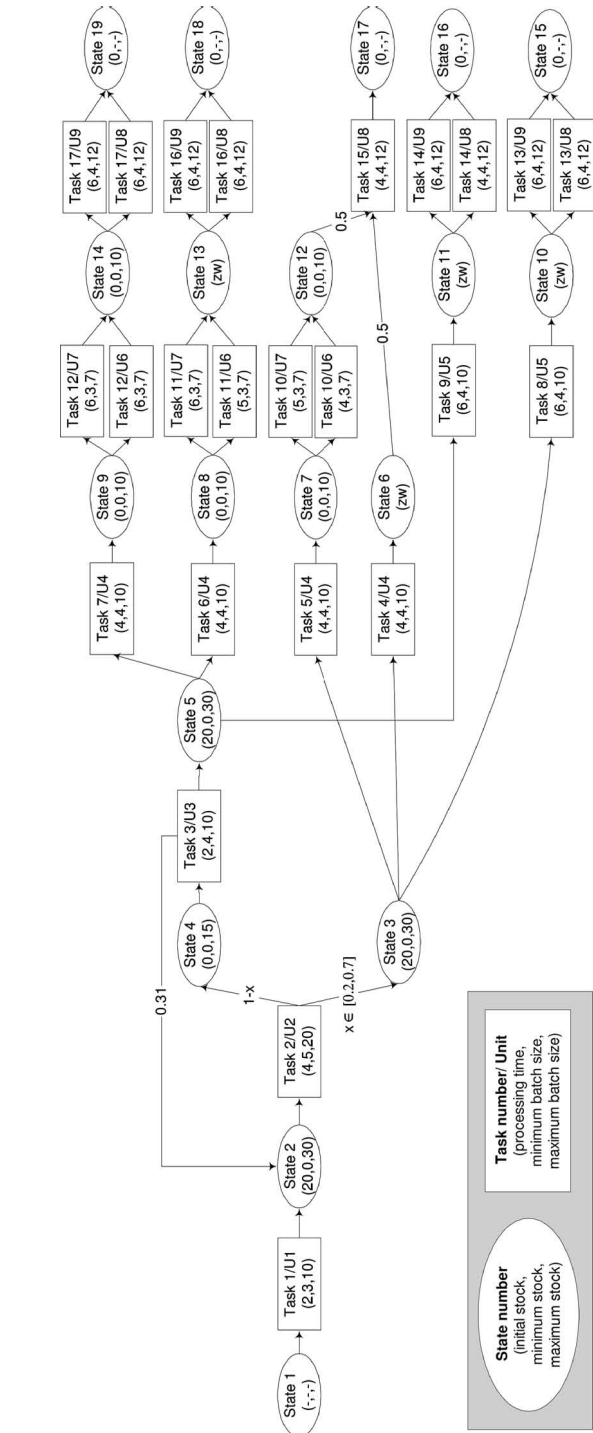 State 1
(-,-,-)
Task 1/U1
(2,3,10)
State 2
(20,0,30)
Task 2/U2
(4,5,20)
0.31
1-x
x ∈ [0.2,0.7]
State 4
(0,0,15)
State 3
(20,0,30)
Task 3/U3
(2,4,10)
State 5
(20,0,30)
Task 7/U4
(4,4,10)
Task 6/U4
(4,4,10)
Task 5/U4
(4,4,10)
Task 4/U4
(4,4,10)
State 9
(0,0,10)
State 8
(0,0,10)
State 7
(0,0,10)
State 6
(zw)
Task 12/U7
(6,3,7)
Task 12/U6
(6,3,7)
Task 11/U7
(6,3,7)
Task 11/U6
(5,3,7)
Task 10/U7
(5,3,7)
Task 10/U6
(4,3,7)
Task 9/U5
(6,4,10)
Task 8/U5
(6,4,10)
0.5
0.5
State 14
(0,0,10)
State 13
(zw)
State 12
(0,0,10)
State 11
(zw)
State 10
(zw)
Task 17/U9
(6,4,12)
Task 17/U8
(6,4,12)
Task 16/U9
(6,4,12)
Task 16/U8
(6,4,12)
Task 15/U8
(4,4,12)
Task 14/U9
(6,4,12)
Task 14/U8
(4,4,12)
Task 13/U9
(6,4,12)
Task 13/U8
(6,4,12)
State 19
(0,-,-)
State 18
(0,-,-)
State 17
(0,-,-)
State 16
(0,-,-)
State 15
(0,-,-)
State number
(initial stock,
minimum stock,
maximum stock)
Task number/ Unit
(processing time,
minimum batch size,
maximum batch size)